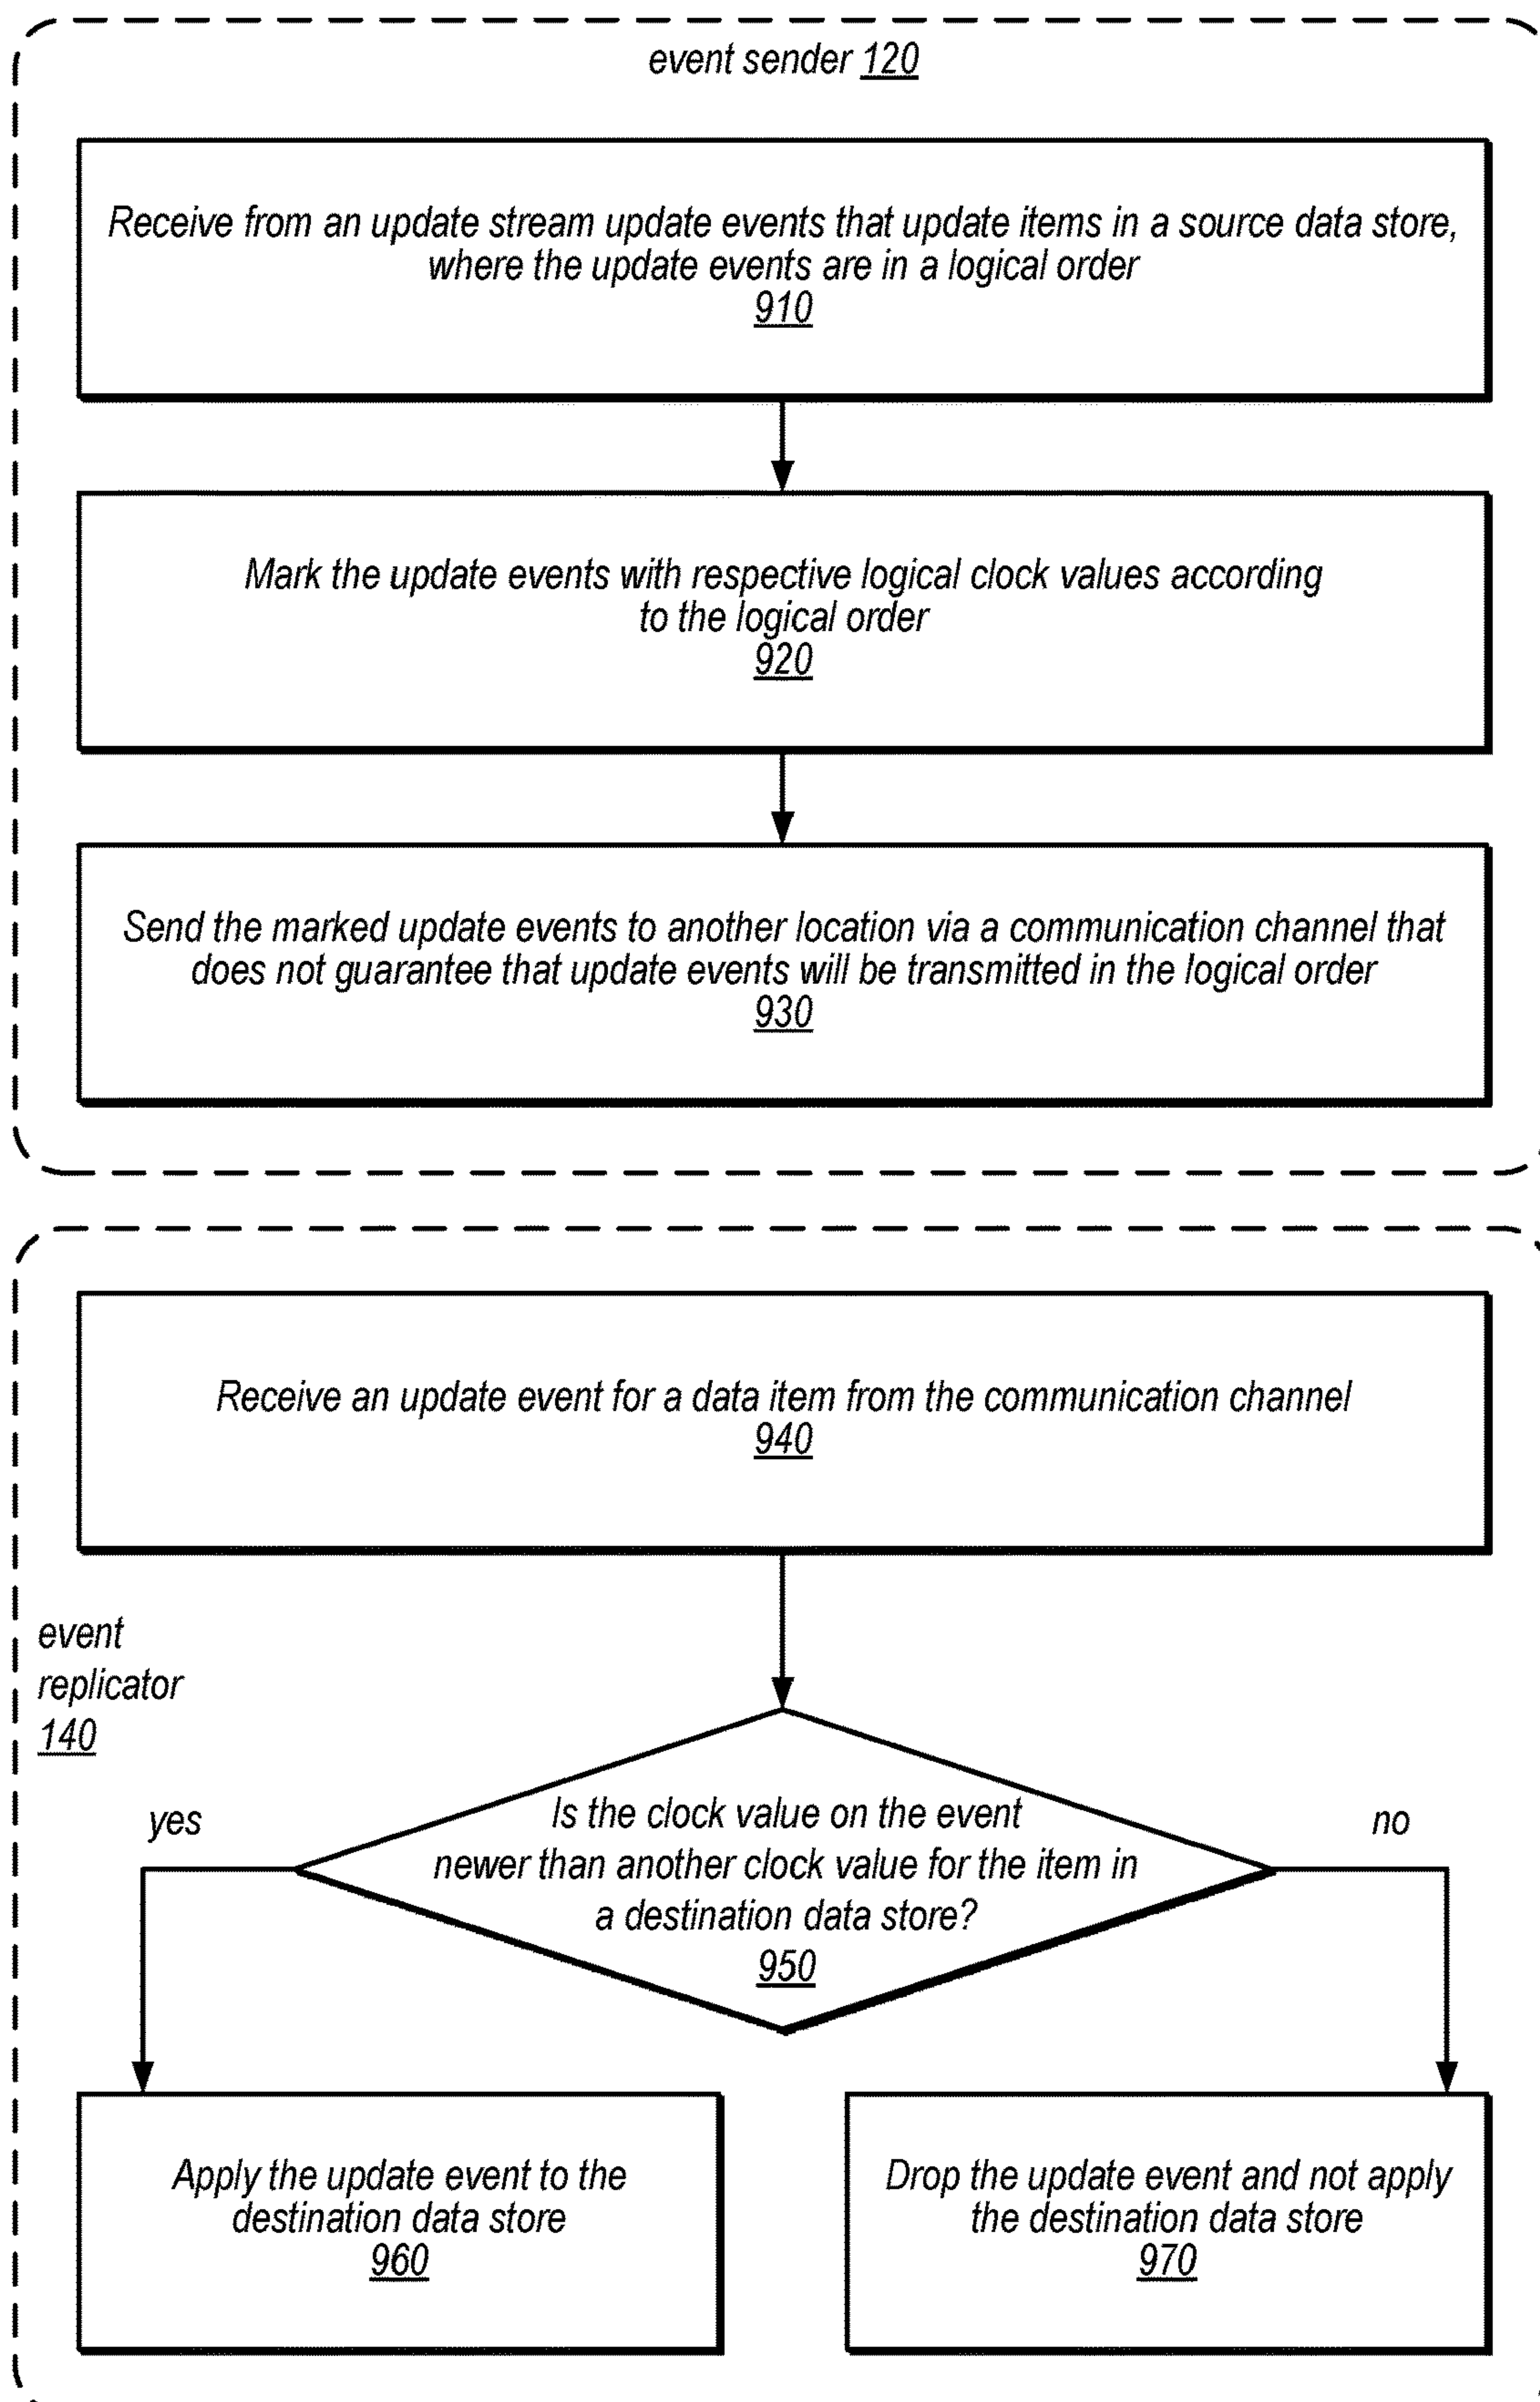 event sender 120
Receive from an update stream update events that update items in a source data store,
where the update events are in a logical order
910
Mark the update events with respective logical clock values according
to the logical order
920
Send the marked update events to another location via a communication channel that
does not guarantee that update events will be transmitted in the logical order
930
Receive an update event for a data item from the communication channel
940
event
replicator
140
yes
no
Is the clock value on the event
newer than another clock value for the item in
a destination data store?
950
Apply the update event to the
destination data store
960
Drop the update event and not apply
the destination data store
970